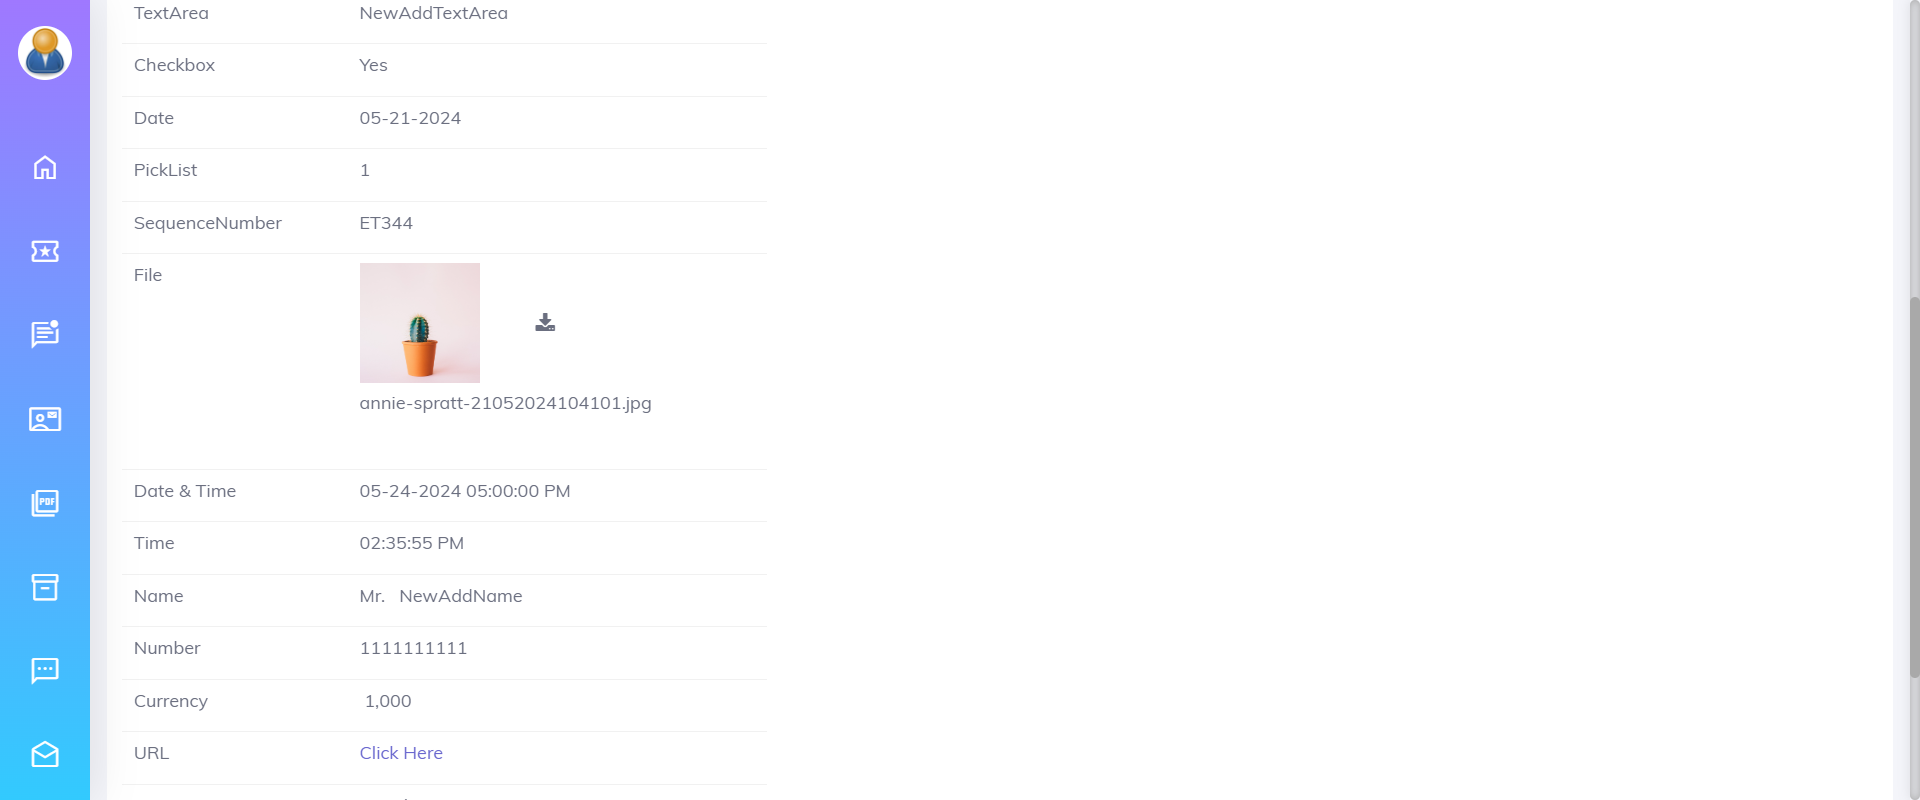 TextArea NewAddTextArea
Checkbox Yes
Date 05-21-2024
PickList 1
SequenceNumber ET344
File
annie-spratt-21052024104101.jpg
Date & Time 05-24-2024 05:00:00 PM
Time 02:35:55 PM
Name Mr. NewAddName
Number 1111111111
Currency 1,000
URL Click Here
PDF